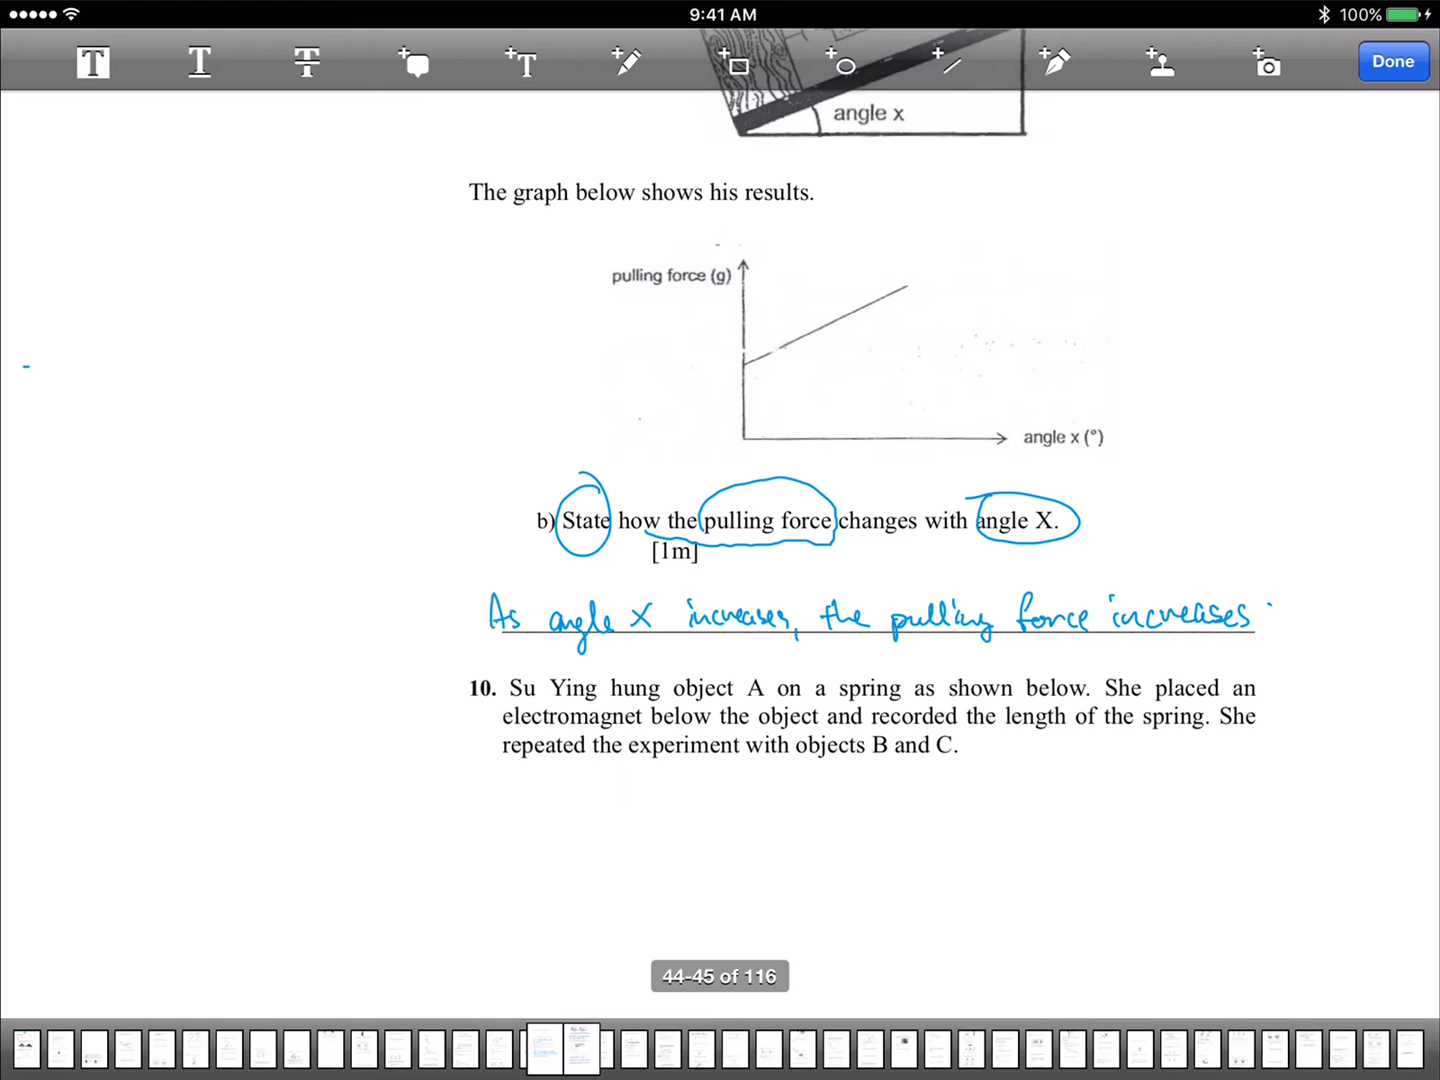 9:41 AM
100%
T T T T
Done
angle x
The graph below shows his results.
pulling force (g)
angle x (°)
b) State how the pulling force changes with angle X.
[1m]
As angle X increases, the pulling force increases.
10. Su Ying hung object A on a spring as shown below. She placed an
electromagnet below the object and recorded the length of the spring. She
repeated the experiment with objects B and C.
44-45 of 116